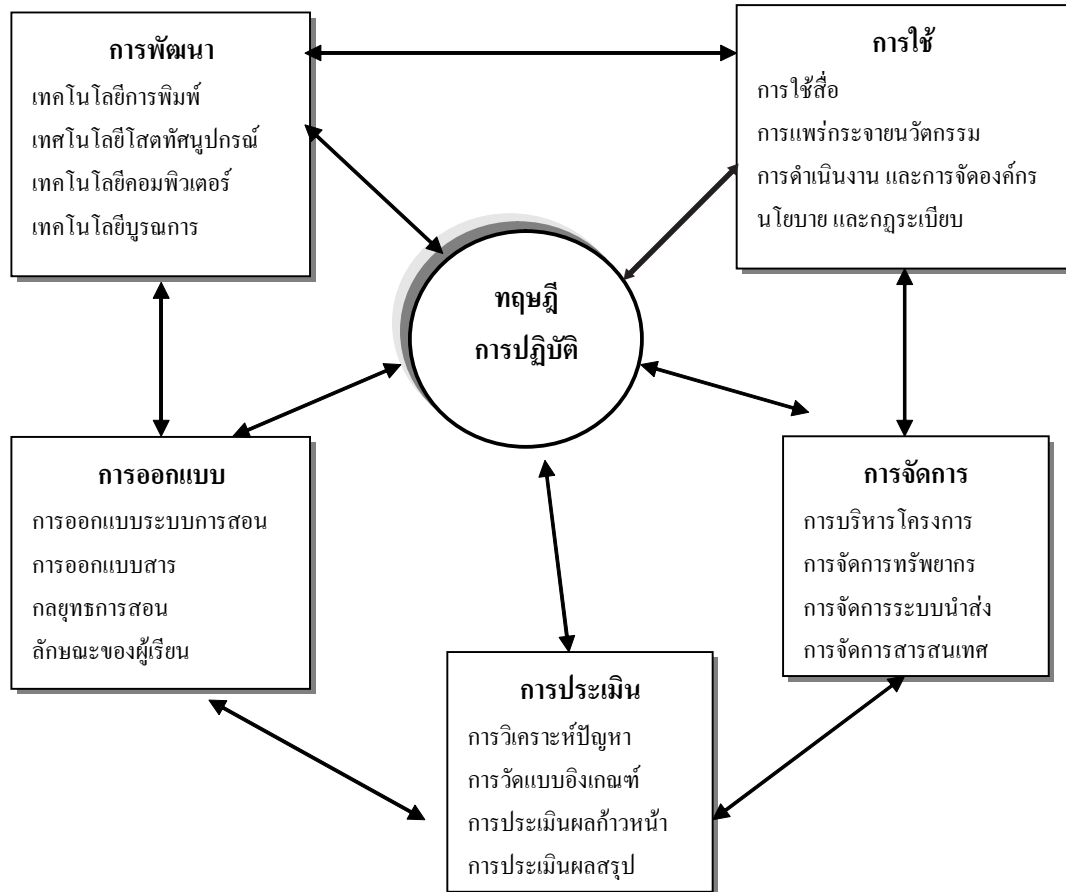 การพัฒนา
เทคโนโลยีการพิมพ์
เทศโนโลยีโสตทัศนูปกรณ์
เทคโนโลยีคอมพิวเตอร์
เทคโนโลยีบูรณการ
การใช้
การใช้สื่อ
การแพร่กระจายนวัตกรรม
การดำเนินงาน และการจัดองค์กร
นโยบาย และกฎระเบียบ
ทฤษฎี
การปฏิบัติ
การออกแบบ
การออกแบบระบบการสอน
การออกแบบสาร
กลยุทธการสอน
ลักษณะของผู้เรียน
การจัดการ
การบริหารโครงการ
การจัดการทรัพยากร
การจัดการระบบนำส่ง
การจัดการสารสนเทศ
การประเมิน
การวิเคราะห์ปัญหา
การวัดแบบอิงเกณฑ์
การประเมินผลก้าวหน้า
การประเมินผลสรุป